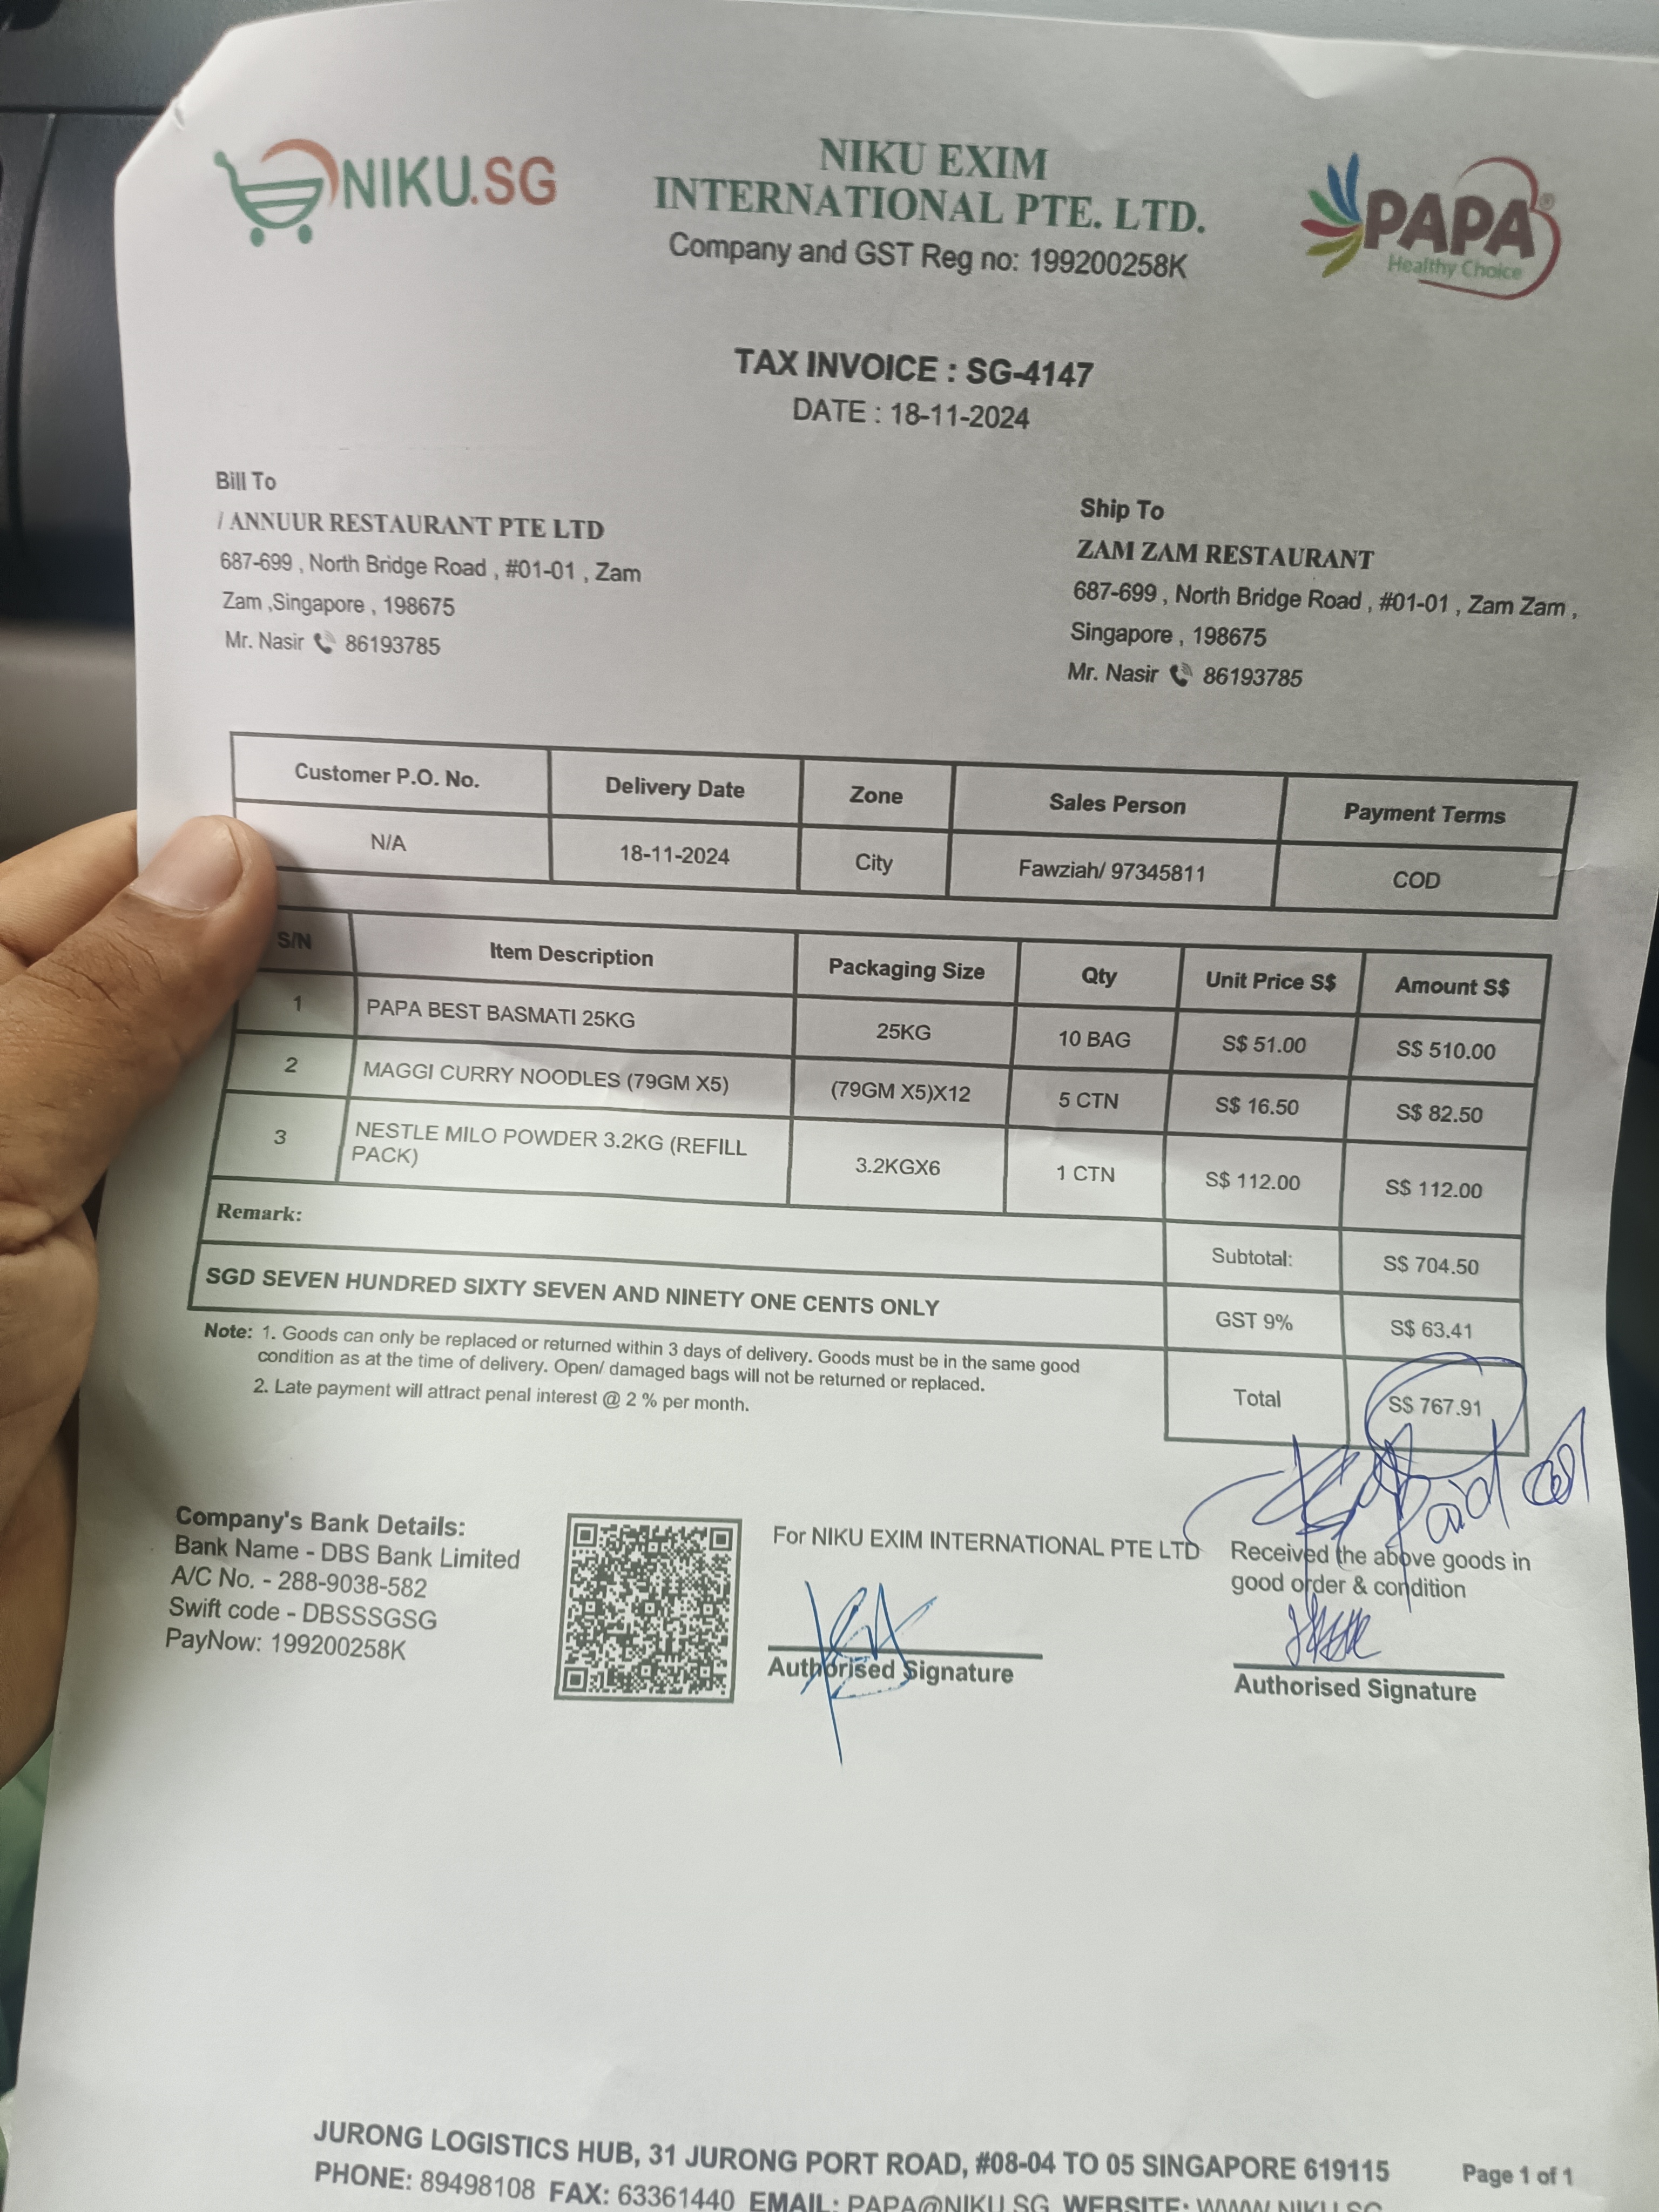 NIKU.SG
NIKU EXIM
INTERNATIONAL PTE. LTD.
Company and GST Reg no: 199200258K
PAPA®
Healthy Choice
TAX INVOICE : SG-4147
DATE : 18-11-2024
Bill To
/ ANNUUR RESTAURANT PTE LTD
687-699 , North Bridge Road , #01-01 , Zam
Zam ,Singapore , 198675
Mr. Nasir 86193785
Ship To
ZAM ZAM RESTAURANT
687-699 , North Bridge Road , #01-01 , Zam Zam ,
Singapore , 198675
Mr. Nasir 86193785
Customer P.O. No. Delivery Date Zone Sales Person Payment Terms
N/A 18-11-2024 City Fawziah/ 97345811 COD
S/N Item Description Packaging Size Qty Unit Price S$ Amount S$
1 PAPA BEST BASMATI 25KG 25KG 10 BAG S$ 51.00 S$ 510.00
2 MAGGI CURRY NOODLES (79GM X5) (79GM X5)X12 5 CTN S$ 16.50 S$ 82.50
3 NESTLE MILO POWDER 3.2KG (REFILL
PACK) 3.2KGX6 1 CTN S$ 112.00 S$ 112.00
Remark:
Subtotal: S$ 704.50
SGD SEVEN HUNDRED SIXTY SEVEN AND NINETY ONE CENTS ONLY
GST 9% S$ 63.41
Total S$ 767.91
Note: 1. Goods can only be replaced or returned within 3 days of delivery. Goods must be in the same good
condition as at the time of delivery. Open/ damaged bags will not be returned or replaced.
2. Late payment will attract penal interest @ 2 % per month.
Paid
Company's Bank Details:
Bank Name - DBS Bank Limited
A/C No. - 288-9038-582
Swift code - DBSSSGSG
PayNow: 199200258K
For NIKU EXIM INTERNATIONAL PTE LTD
Authorised Signature
Received the above goods in
good order & condition
Authorised Signature
JURONG LOGISTICS HUB, 31 JURONG PORT ROAD, #08-04 TO 05 SINGAPORE 619115
PHONE: 89498108 FAX: 63361440 EMAIL: PAPA@NIKU.SG WEBSITE: WWW.NIKU.SG
Page 1 of 1